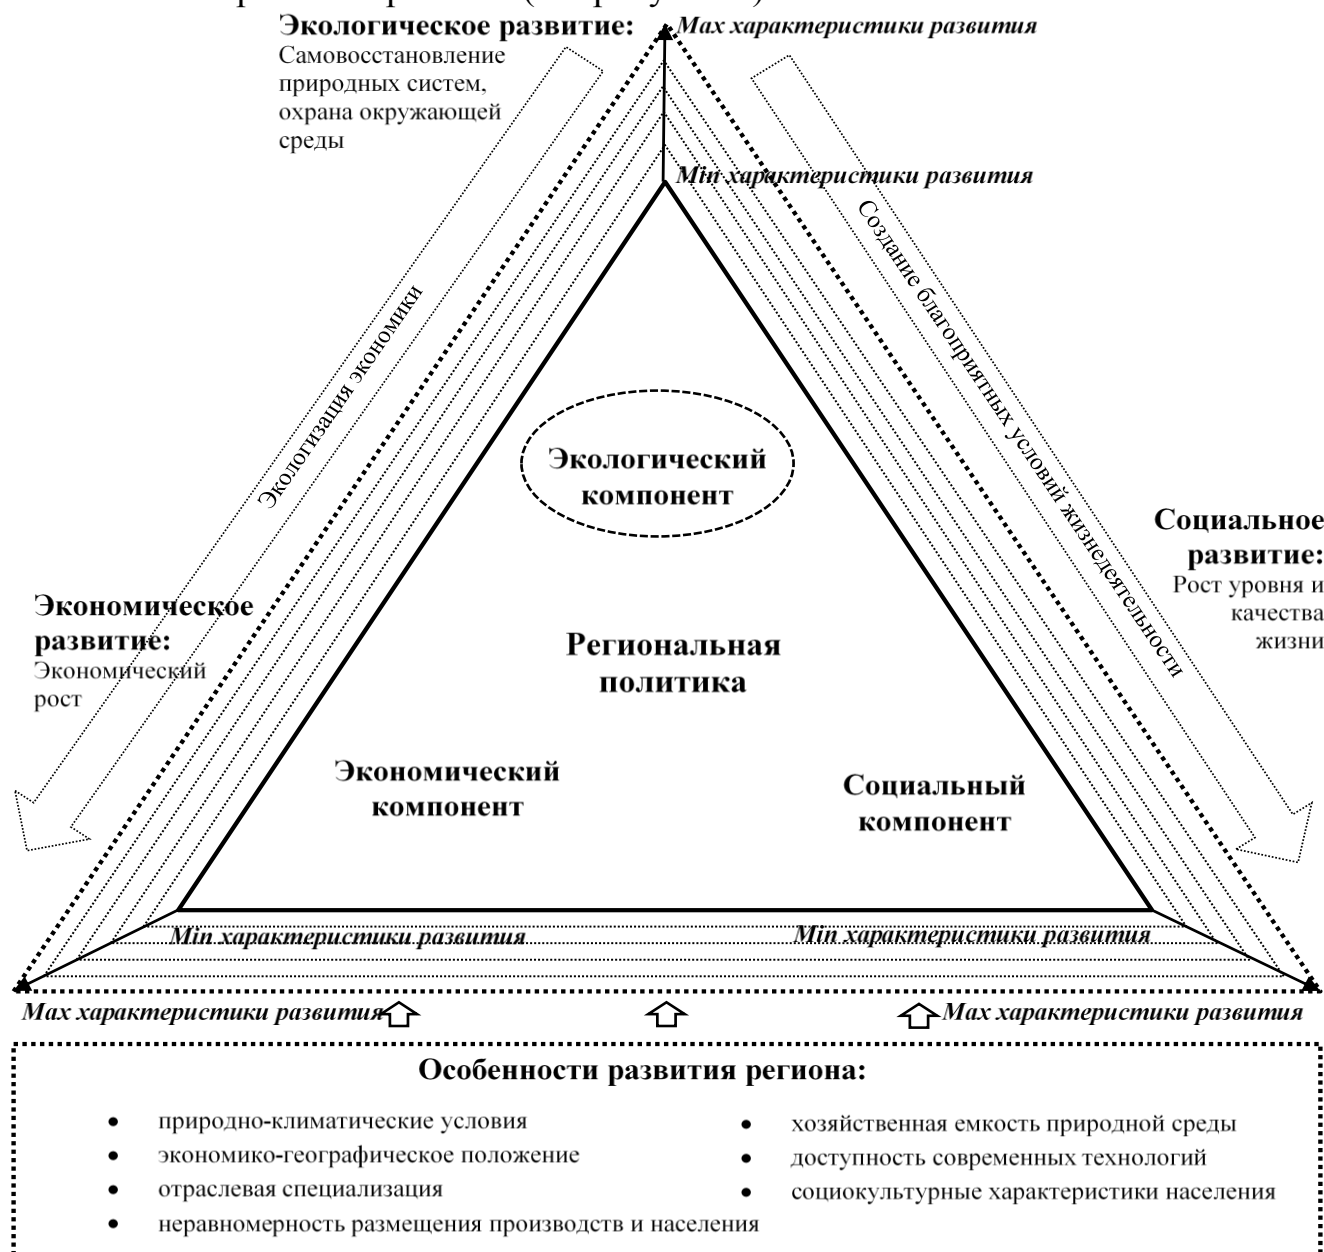 Экологическое развитие:
Max характеристики развития
Самовосстановление
природных систем,
охрана окружающей
среды
Min характеристики развития
Экологизация экономики
Создание благоприятных условий жизнедеятельности
Экологический
компонент
Социальное
развитие:
Рост уровня и
качества
жизни
Экономическое
развитие:
Экономический
рост
Региональная
политика
Экономический
компонент
Социальный
компонент
Min характеристики развития
Min характеристики развития
Max характеристики развития
Max характеристики развития
Особенности развития региона:
• природно-климатические условия
• экономико-географическое положение
• отраслевая специализация
• неравномерность размещения производств и населения
• хозяйственная емкость природной среды
• доступность современных технологий
• социокультурные характеристики населения